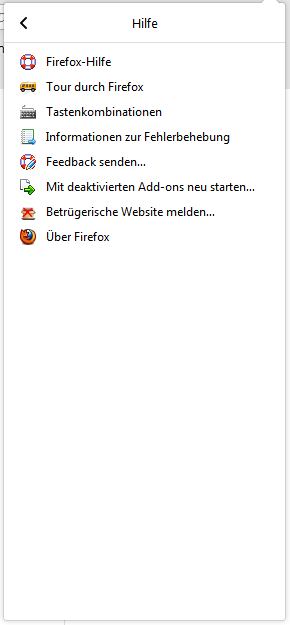 Hilfe
Firefox-Hilfe
Tour durch Firefox
Tastenkombinationen
Informationen zur Fehlerbehebung
Feedback senden...
Mit deaktivierten Add-ons neu starten...
Betrügerische Website melden...
Über Firefox